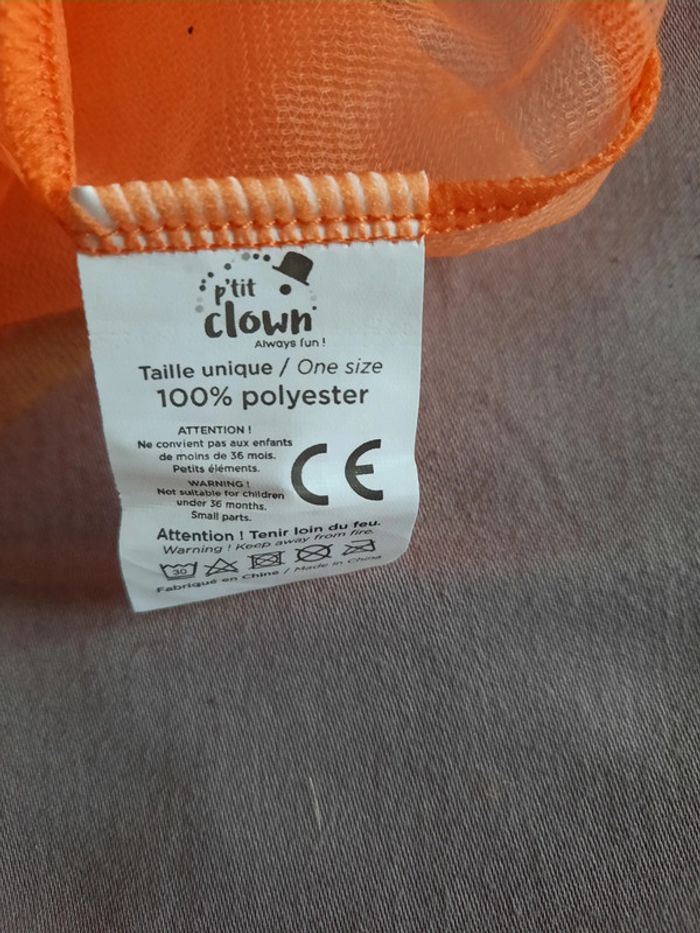 p'tit
clown
Always fun !
Taille unique / One size
100% polyester
ATTENTION !
Ne convient pas aux enfants
de moins de 36 mois.
Petits éléments.
WARNING !
Not suitable for children
under 36 months.
Small parts.
CE
Attention ! Tenir loin du feu.
Warning ! Keep away from fire.
30
Fabriqué en Chine / Made in China